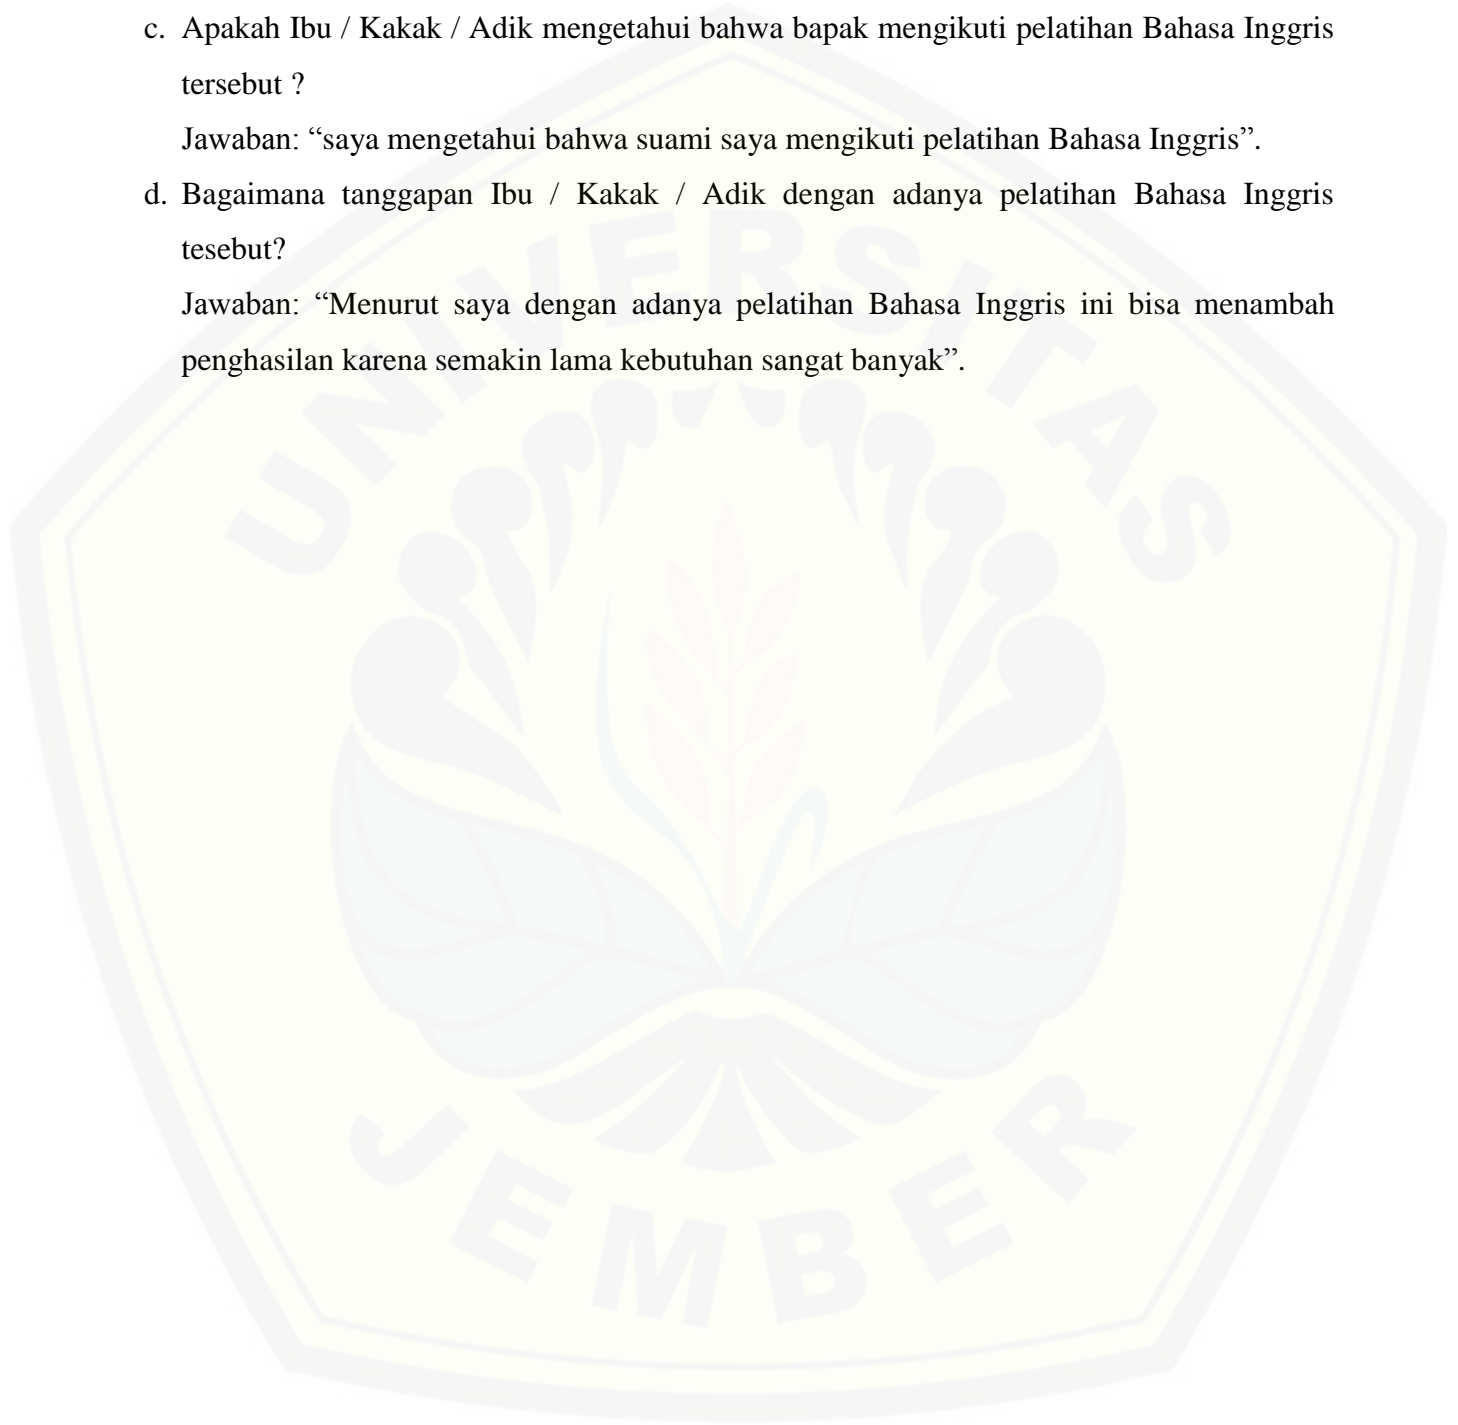 c. Apakah Ibu / Kakak / Adik mengetahui bahwa bapak mengikuti pelatihan Bahasa Inggris
tersebut ?
Jawaban: “saya mengetahui bahwa suami saya mengikuti pelatihan Bahasa Inggris”.
d. Bagaimana tanggapan Ibu / Kakak / Adik dengan adanya pelatihan Bahasa Inggris
tesebut?
Jawaban: “Menurut saya dengan adanya pelatihan Bahasa Inggris ini bisa menambah
penghasilan karena semakin lama kebutuhan sangat banyak”.
UNIVERSITAS
JEMBER